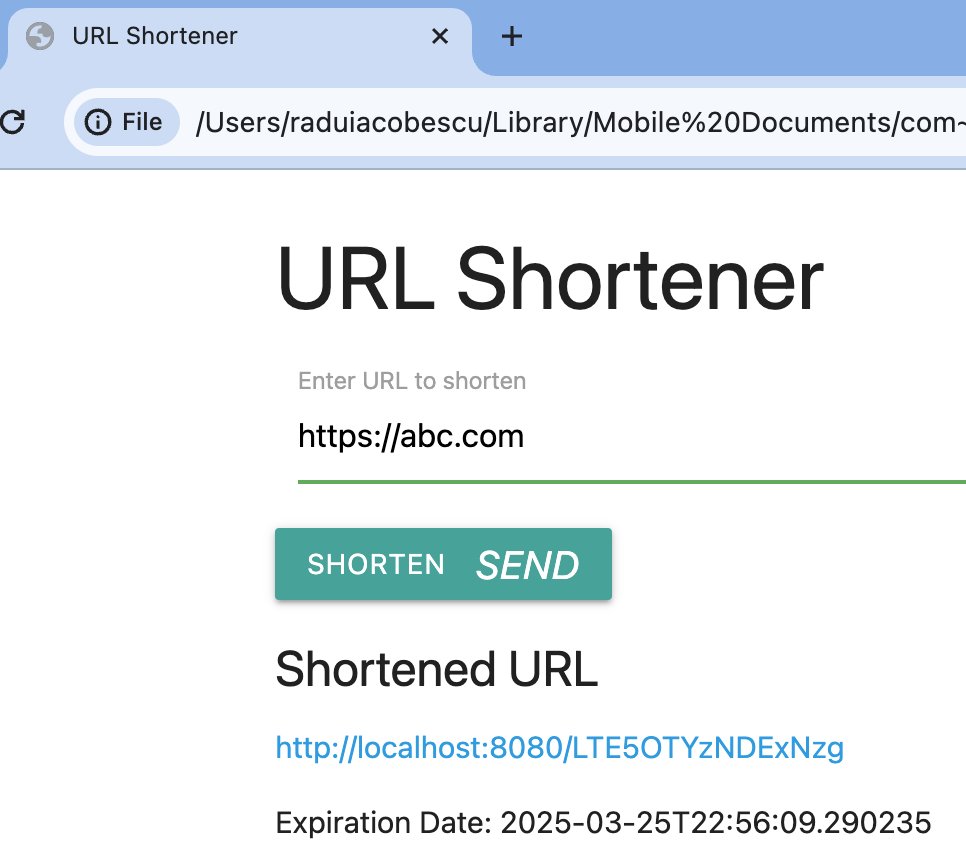 URL Shortener
File /Users/raduiacobescu/Library/Mobile%20Documents/com~
URL Shortener
Enter URL to shorten
https://abc.com
SHORTEN SEND
Shortened URL
http://localhost:8080/LTE5OTYzNDExNzg
Expiration Date: 2025-03-25T22:56:09.290235